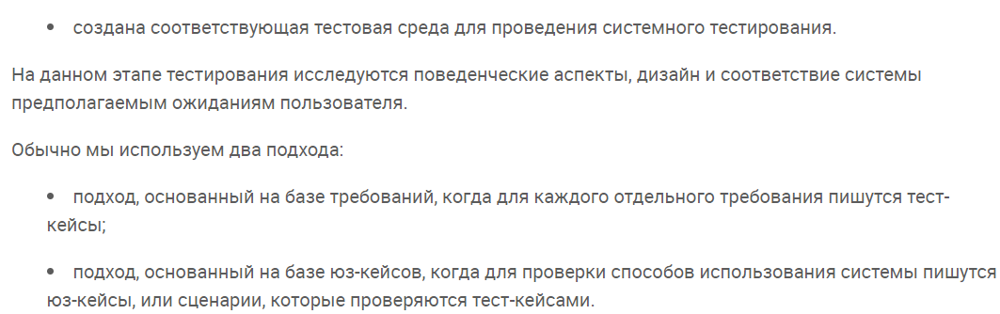 • создана соответствующая тестовая среда для проведения системного тестирования.
На данном этапе тестирования исследуются поведенческие аспекты, дизайн и соответствие системы
предполагаемым ожиданиям пользователя.
Обычно мы используем два подхода:
• подход, основанный на базе требований, когда для каждого отдельного требования пишутся тест-
кейсы;
• подход, основанный на базе юз-кейсов, когда для проверки способов использования системы пишутся
юз-кейсы, или сценарии, которые проверяются тест-кейсами.